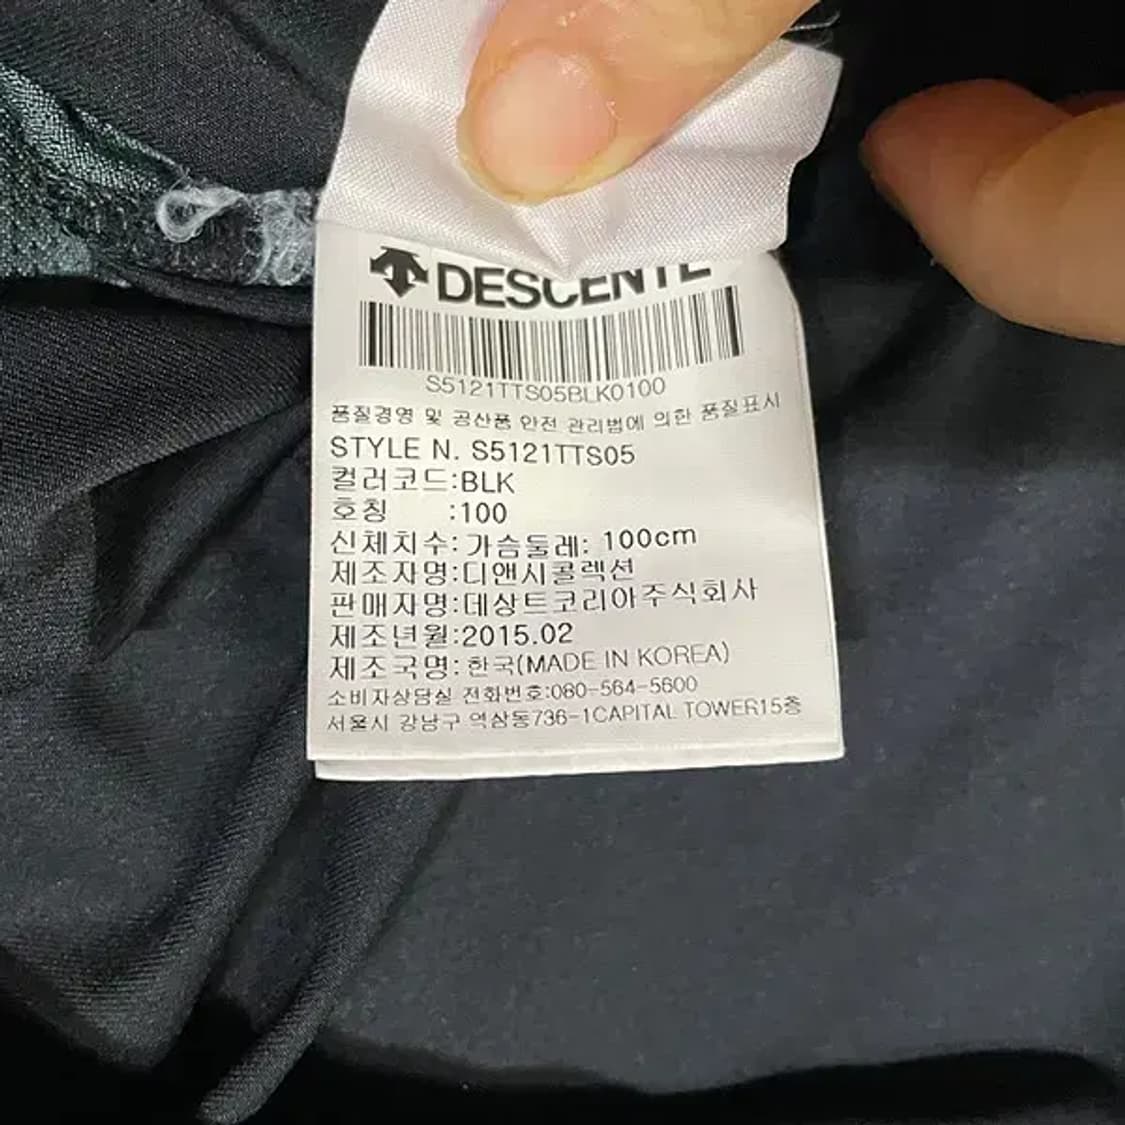 DESCENTE
S5121TTS05BLK0100
품질경영 및 공산품 안전 관리법에 의한 품질표시
STYLE N. S5121TTS05
컬러코드:BLK
호칭 :100
신체치수: 가슴둘레: 100cm
제조자명:디앤시콜렉션
판매자명:데상트코리아주식회사
제조년월:2015.02
제조국명: 한국(MADE IN KOREA)
소비자상담실 전화번호:080-564-5600
서울시 강남구 역삼동736-1CAPITAL TOWER15층